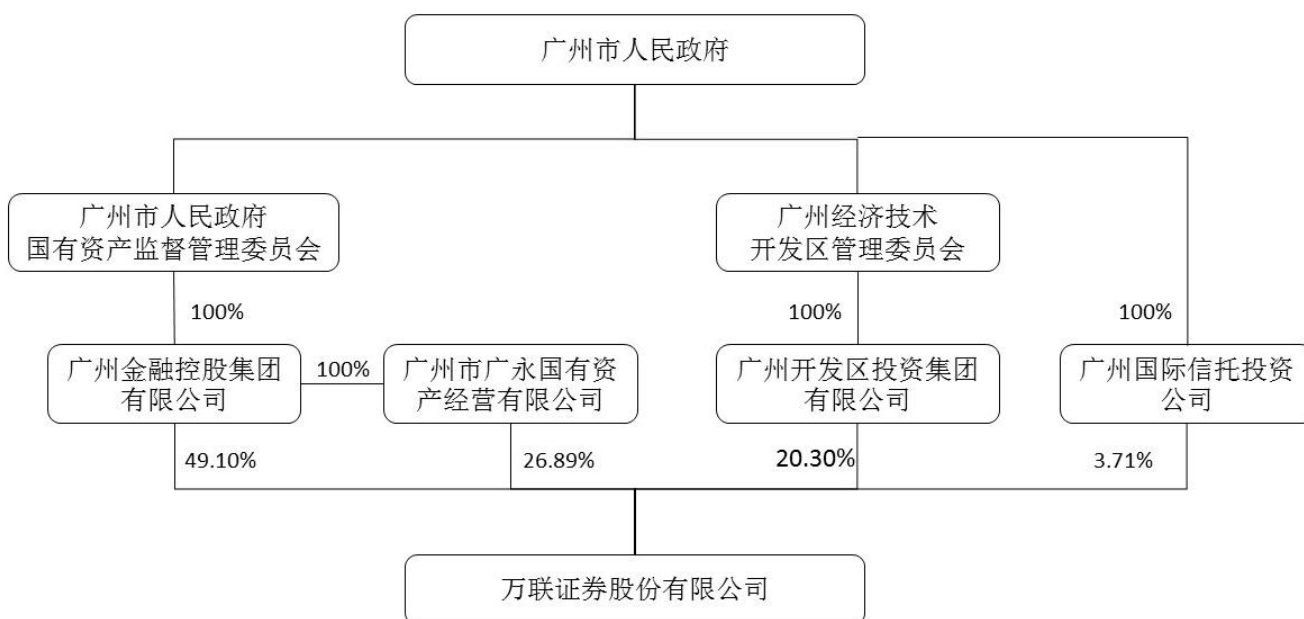 广州市人民政府
广州市人民政府
国有资产监督管理委员会
广州经济技术
开发区管理委员会
100%
100%
100%
广州金融控股集团
有限公司
100%
广州市广永国有资
产经营有限公司
广州开发区投资集团
有限公司
广州国际信托投资
公司
49.10%
26.89%
20.30%
3.71%
万联证券股份有限公司